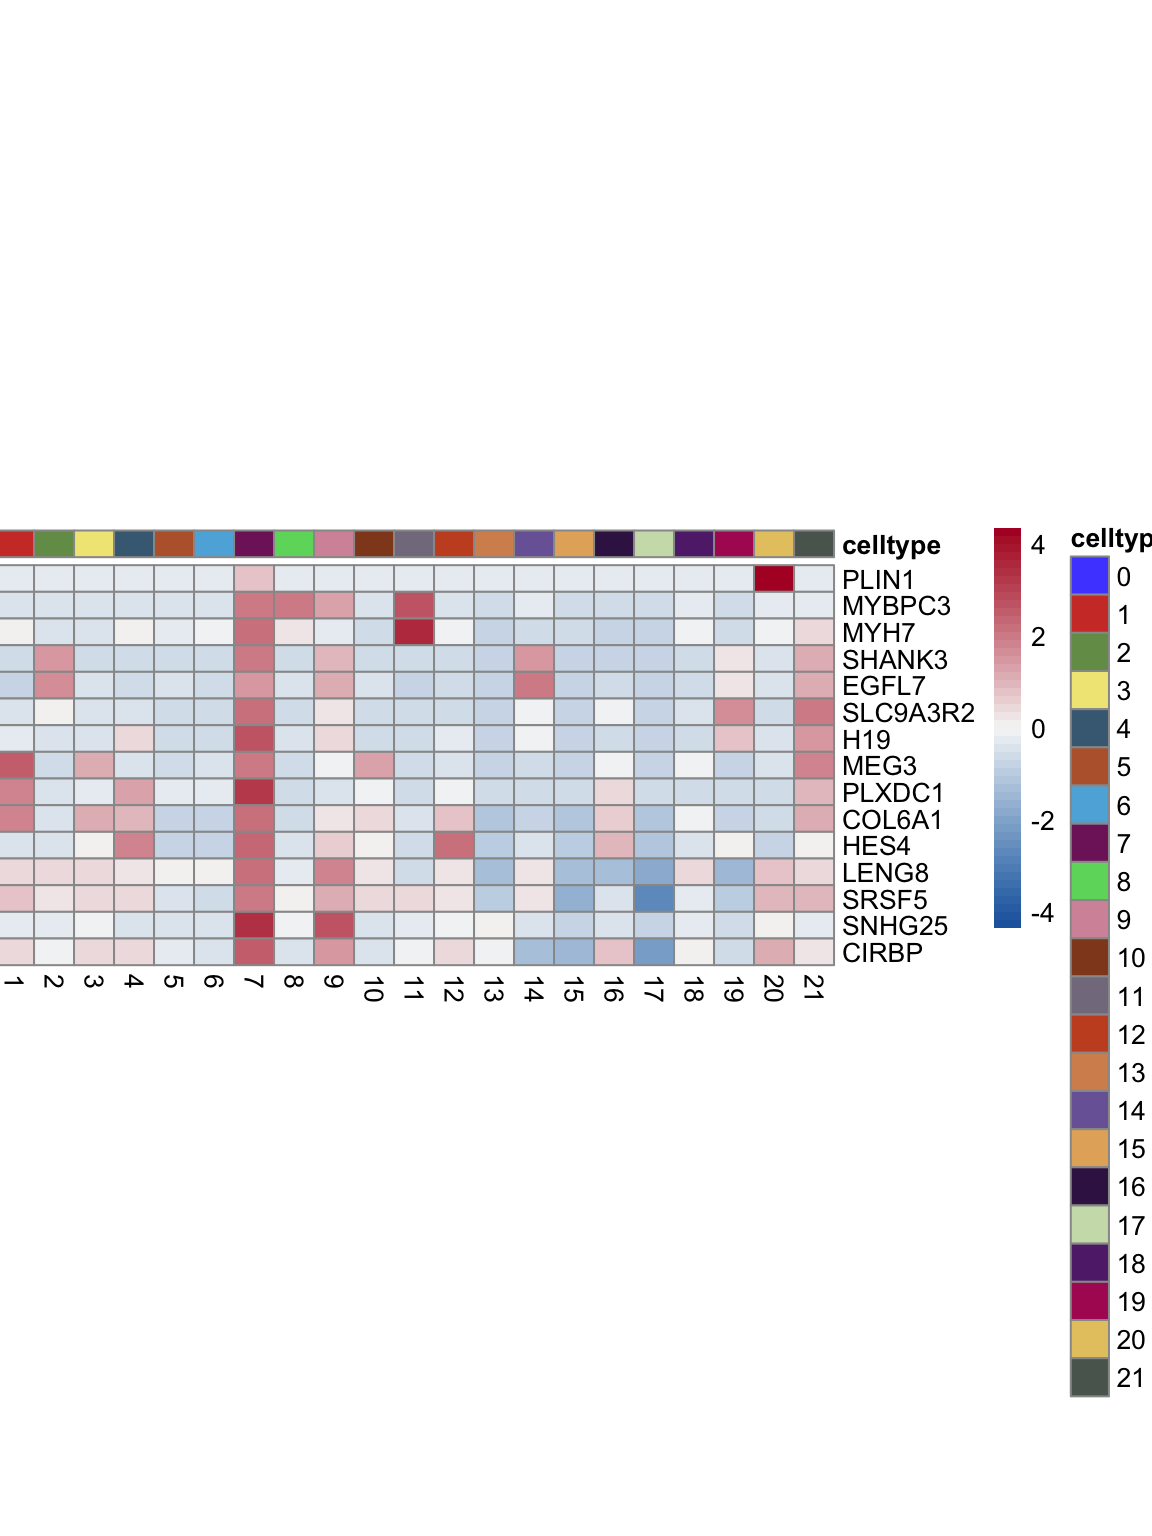 celltype
PLIN1
MYBPC3
MYH7
SHANK3
EGFL7
SLC9A3R2
H19
MEG3
PLXDC1
COL6A1
HES4
LENG8
SRSF5
SNHG25
CIRBP
1 2 3 4 5 6 7 8 9 10 11 12 13 14 15 16 17 18 19 20 21
4
2
0
-2
-4
celltyp
0
1
2
3
4
5
6
7
8
9
10
11
12
13
14
15
16
17
18
19
20
21